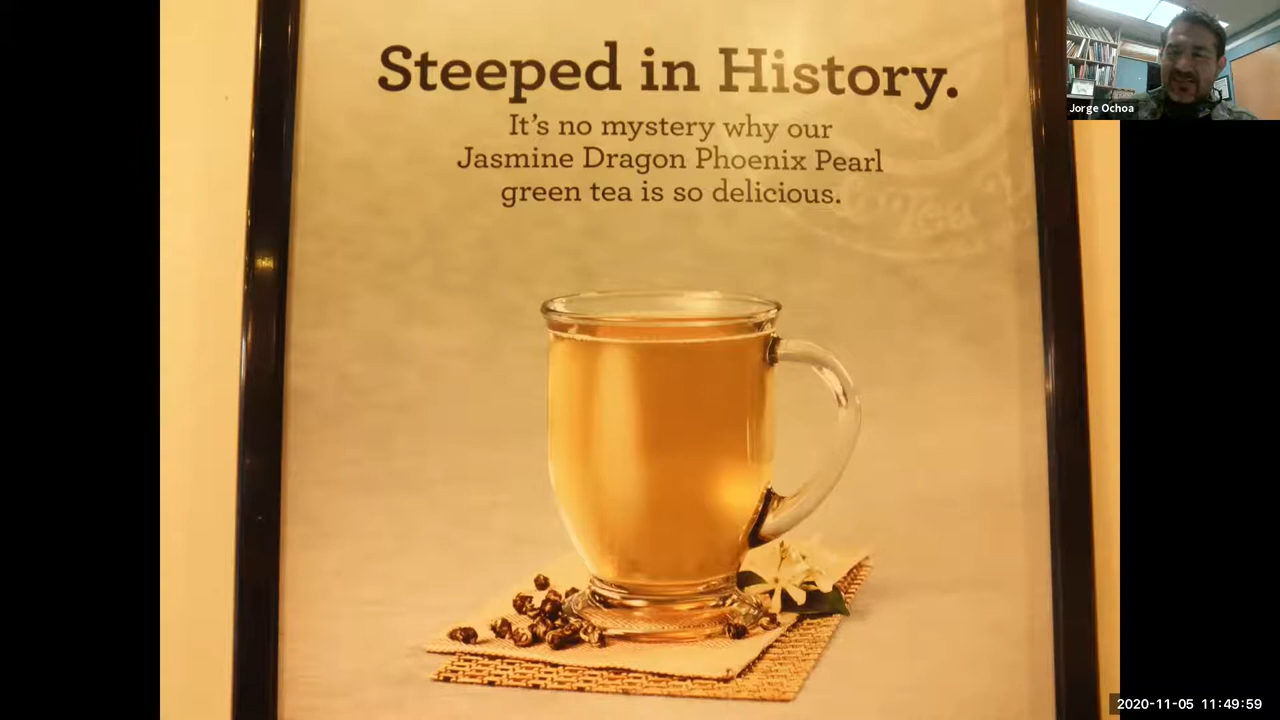 Steeped in History.
It's no mystery why our
Jasmine Dragon Phoenix Pearl
green tea is so delicious.
Tea
Jorge Ochoa
2020-11-05 11:49:59